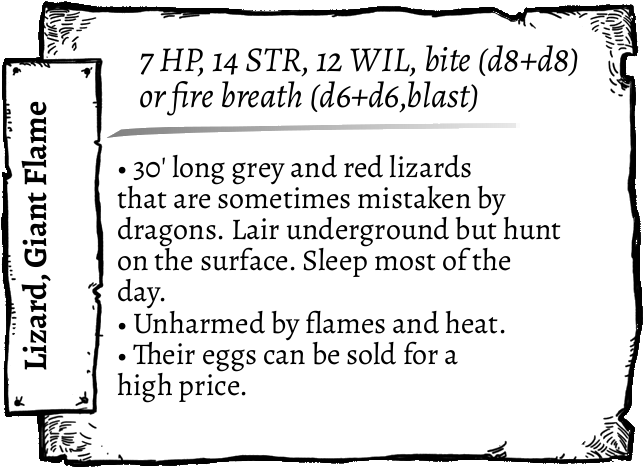 Lizard, Giant Flame
7 HP, 14 STR, 12 WIL, bite (d8+d8)
or fire breath (d6+d6,blast)
• 30' long grey and red lizards
that are sometimes mistaken by
dragons. Lair underground but hunt
on the surface. Sleep most of the
day.
• Unharmed by flames and heat.
• Their eggs can be sold for a
high price.